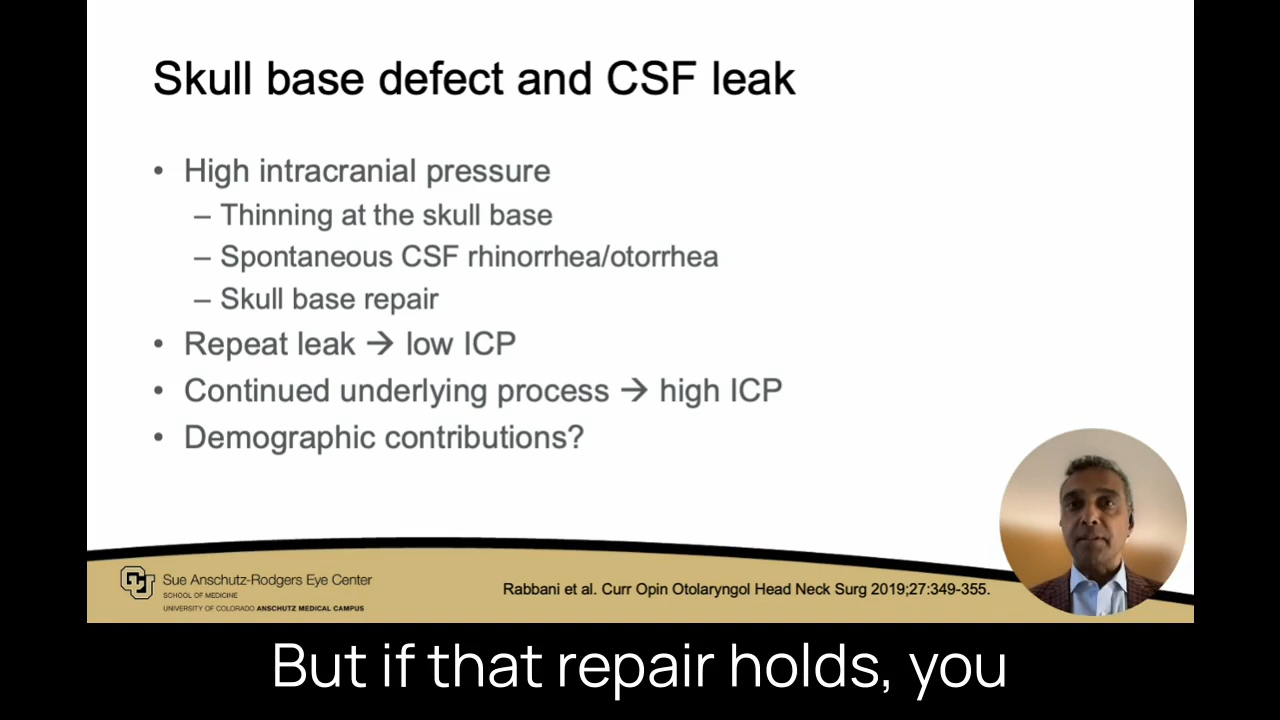 Skull base defect and CSF leak
• High intracranial pressure
– Thinning at the skull base
– Spontaneous CSF rhinorrhea/otorrhea
– Skull base repair
• Repeat leak → low ICP
• Continued underlying process → high ICP
• Demographic contributions?
Sue Anschutz-Rodgers Eye Center
SCHOOL OF MEDICINE
UNIVERSITY OF COLORADO ANSCHUTZ MEDICAL CAMPUS
Rabbani et al. Curr Opin Otolaryngol Head Neck Surg 2019;27:349-355.
But if that repair holds, you